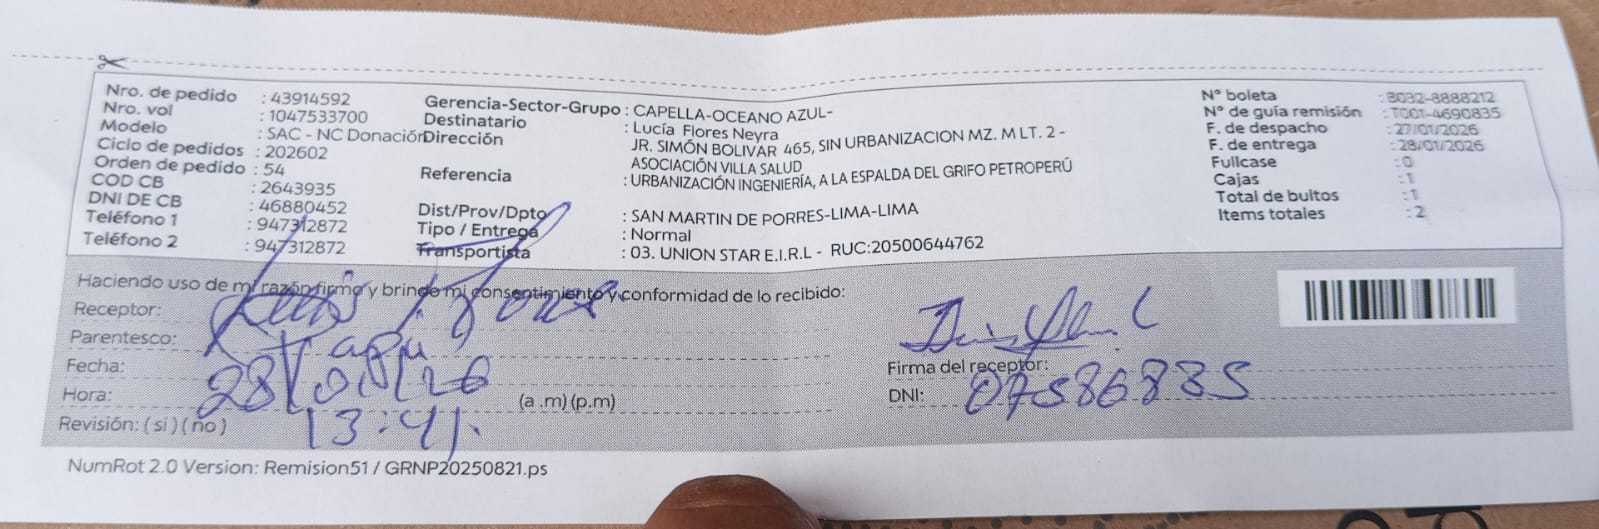 Nro. de pedido : 43914592
Nro. vol : 1047533700
Modelo : SAC - NC Donación
Ciclo de pedidos : 202602
Orden de pedido : 54
COD CB : 2643935
DNI DE CB : 46880452
Teléfono 1 : 947312872
Teléfono 2 : 947312872
Gerencia-Sector-Grupo : CAPELLA-OCEANO AZUL-
Destinatario : Lucía Flores Neyra
Dirección : JR. SIMÓN BOLIVAR 465, SIN URBANIZACION MZ. M LT. 2 -
ASOCIACIÓN VILLA SALUD
Referencia : URBANIZACIÓN INGENIERÍA, A LA ESPALDA DEL GRIFO PETROPERÚ
Dist/Prov/Dpto : SAN MARTIN DE PORRES-LIMA-LIMA
Tipo / Entrega : Normal
Transportista : 03. UNION STAR E.I.R.L - RUC:20500644762
N° boleta : B032-8888212
N° de guía remisión : T001-4690835
F. de despacho : 27/01/2026
F. de entrega : 28/01/2026
Fullcase : 0
Cajas : 1
Total de bultos : 1
Items totales : 2
Haciendo uso de mi razón firmo y brindo mi consentimiento y conformidad de lo recibido:
Receptor:
Parentesco:
Fecha: 28/01/26
Hora: 13:41. (a .m) (p.m)
Revisión: ( si ) ( no )
Firma del receptor:
DNI: 07586835
NumRot 2.0 Version: Remision51 / GRNP20250821.ps